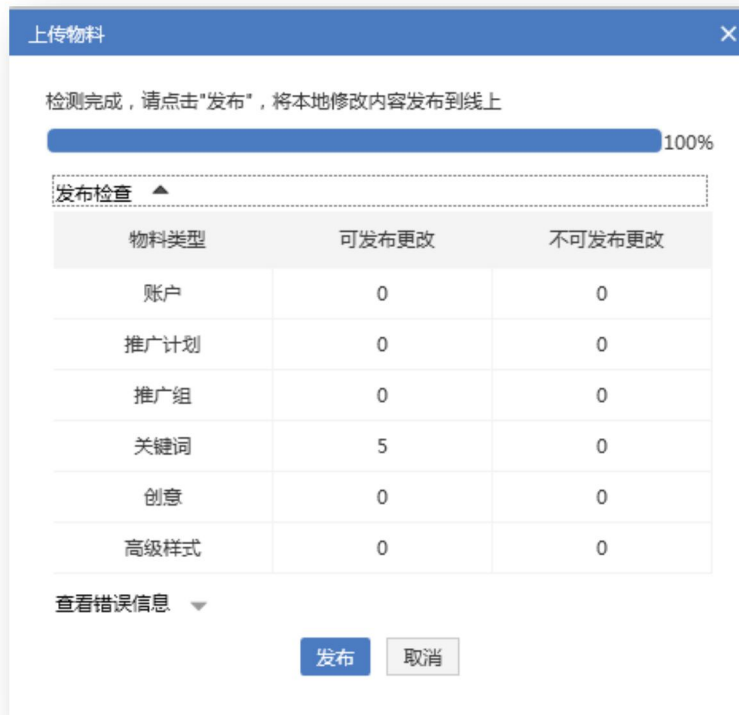 上传物料
检测完成，请点击"发布"，将本地修改内容发布到线上
100%
发布检查
物料类型 可发布更改 不可发布更改
账户 0 0
推广计划 0 0
推广组 0 0
关键词 5 0
创意 0 0
高级样式 0 0
查看错误信息
发布 取消